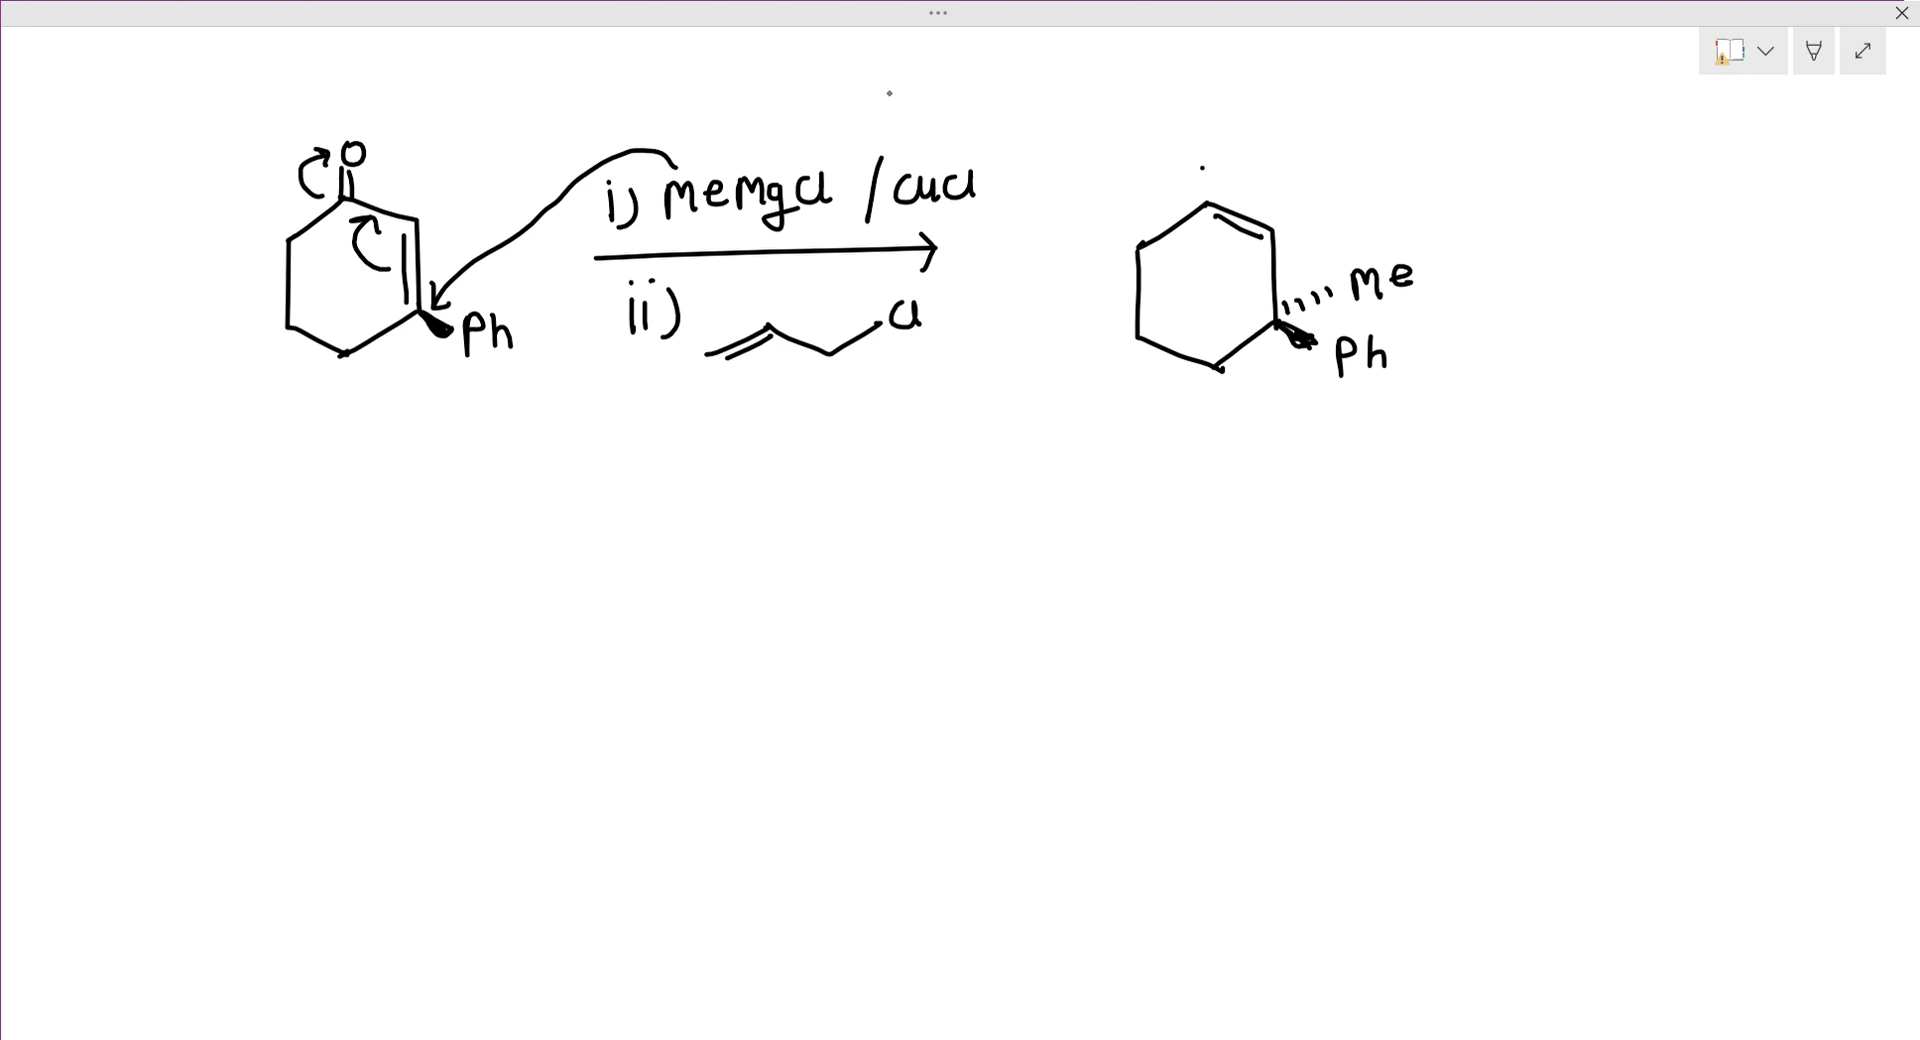 O
i) MeMgCl / CuCl
Me
ii)
Cl
Ph
Ph